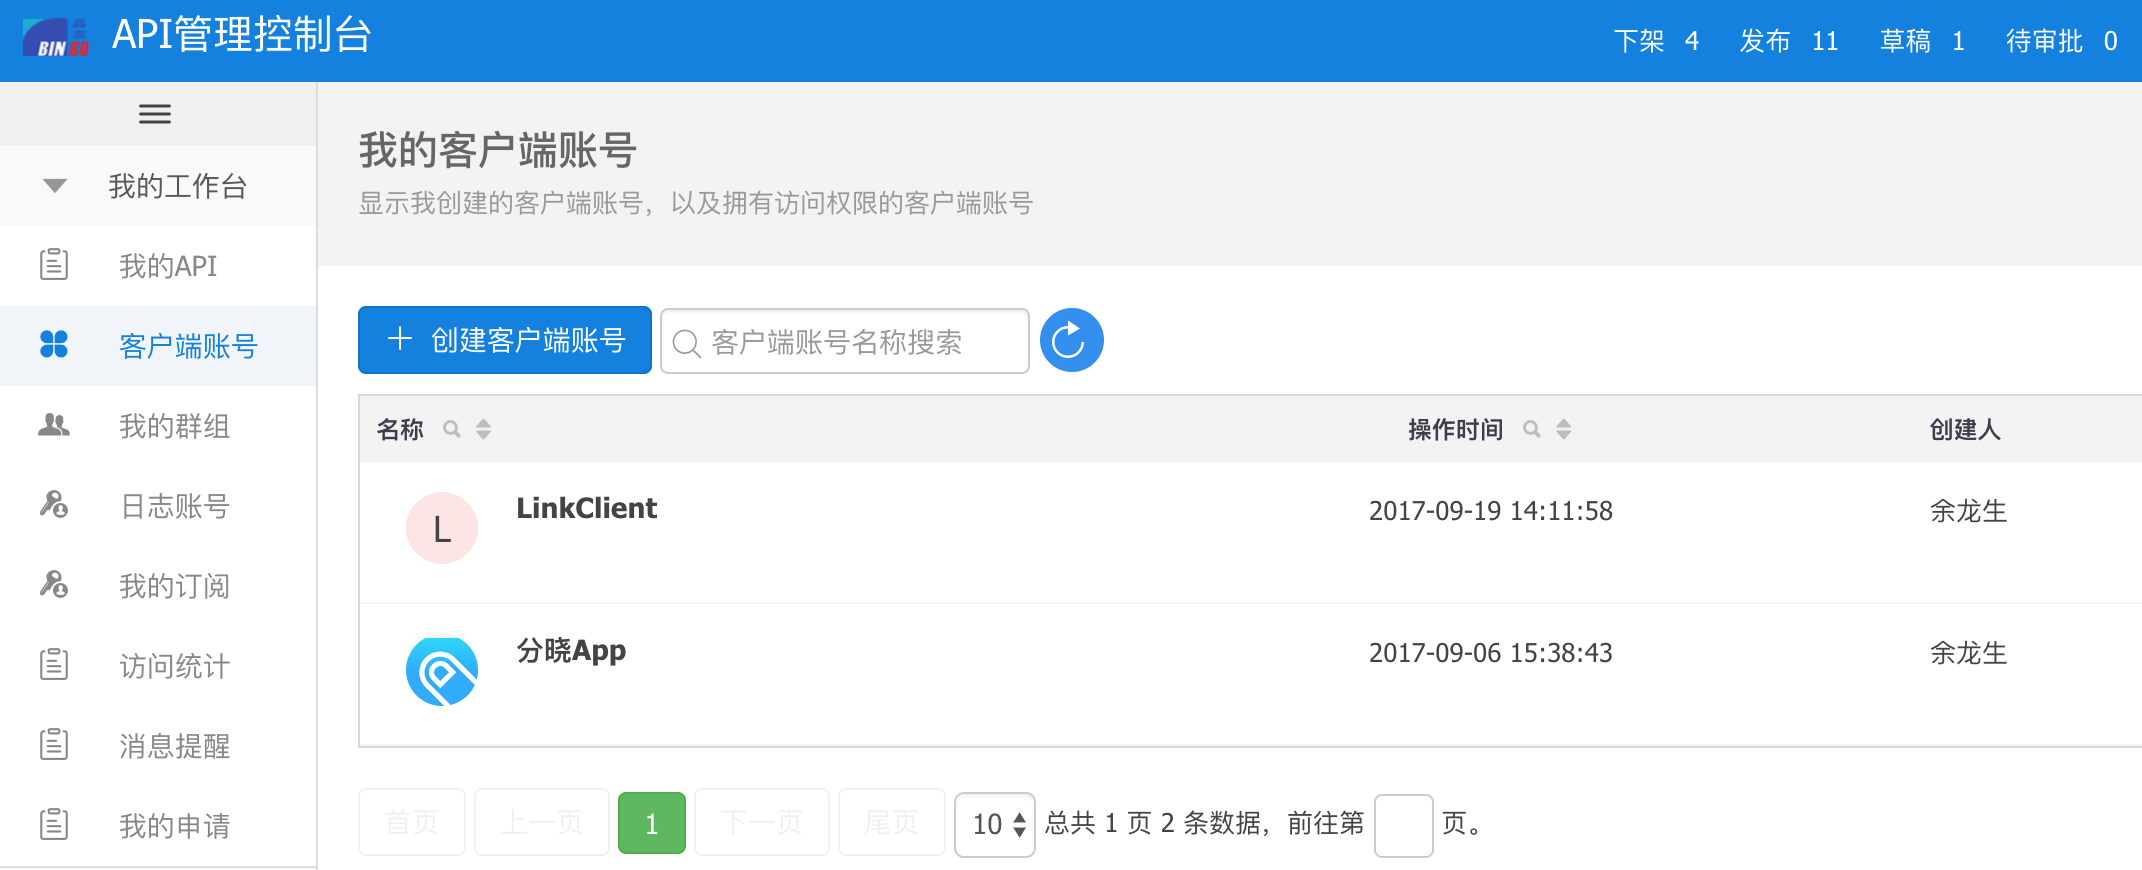 BINGO API管理控制台 下架 4 发布 11 草稿 1 待审批 0
我的工作台
我的API
客户端账号
我的群组
日志账号
我的订阅
访问统计
消息提醒
我的申请
我的客户端账号
显示我创建的客户端账号，以及拥有访问权限的客户端账号
创建客户端账号 客户端账号名称搜索
名称 操作时间 创建人
L LinkClient 2017-09-19 14:11:58 余龙生
分晓App 2017-09-06 15:38:43 余龙生
首页 上一页 1 下一页 尾页 10 总共 1 页 2 条数据，前往第 页。